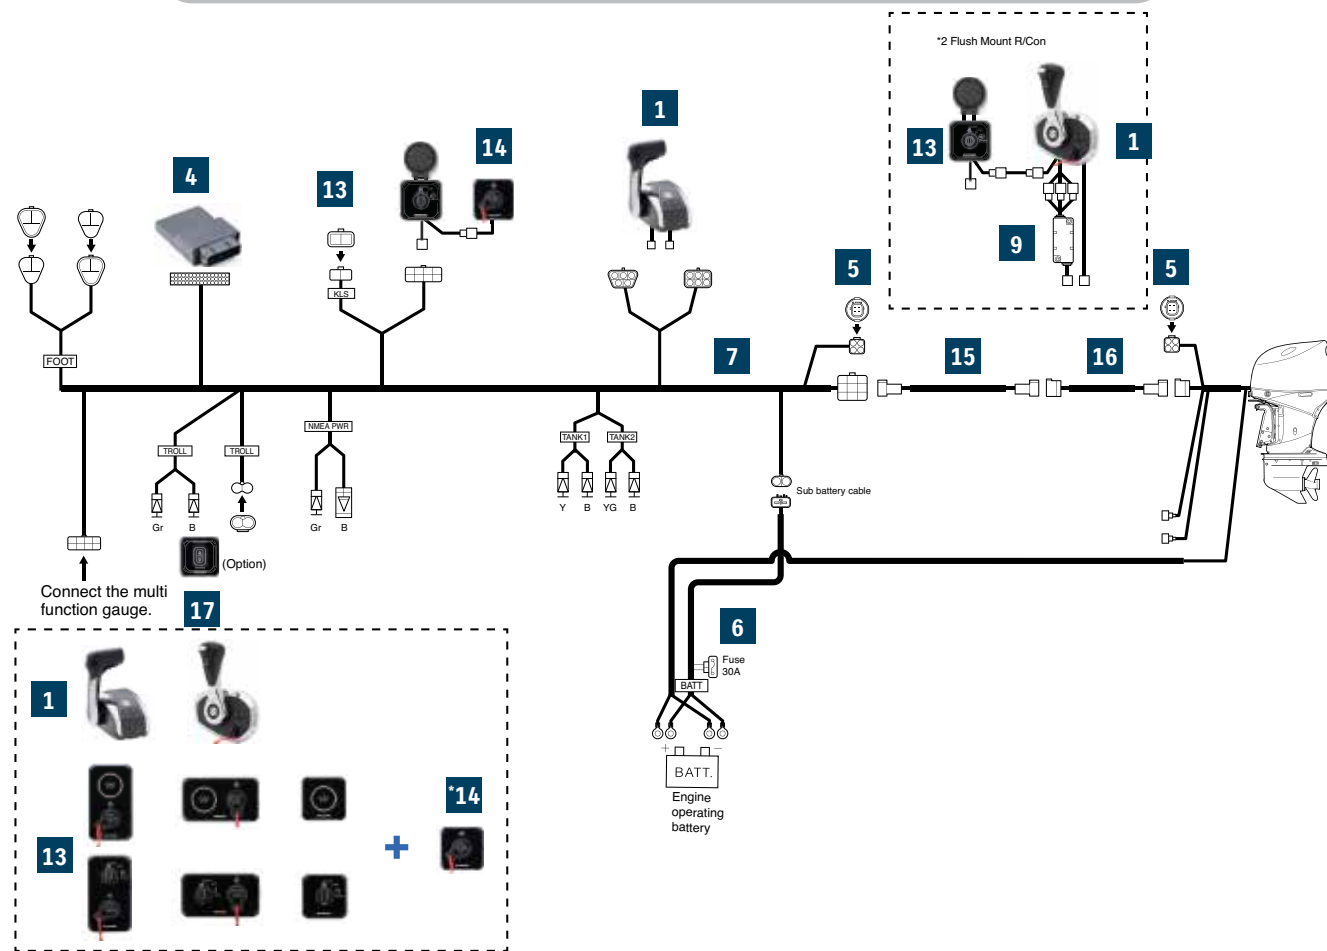 *2 Flush Mount R/Con
1
14
13
1
4
13
9
5
5
KLS
FOOT
7
15
16
NMEA PWR
TROLL
TROLL
TANK1
TANK2
Sub battery cable
Y
B
YG
B
Gr
B
Gr
B
(Option)
Connect the multi
function gauge.
17
6
Fuse
30A
BATT
1
+
−
BATT.
Engine
operating
battery
*14
13
+